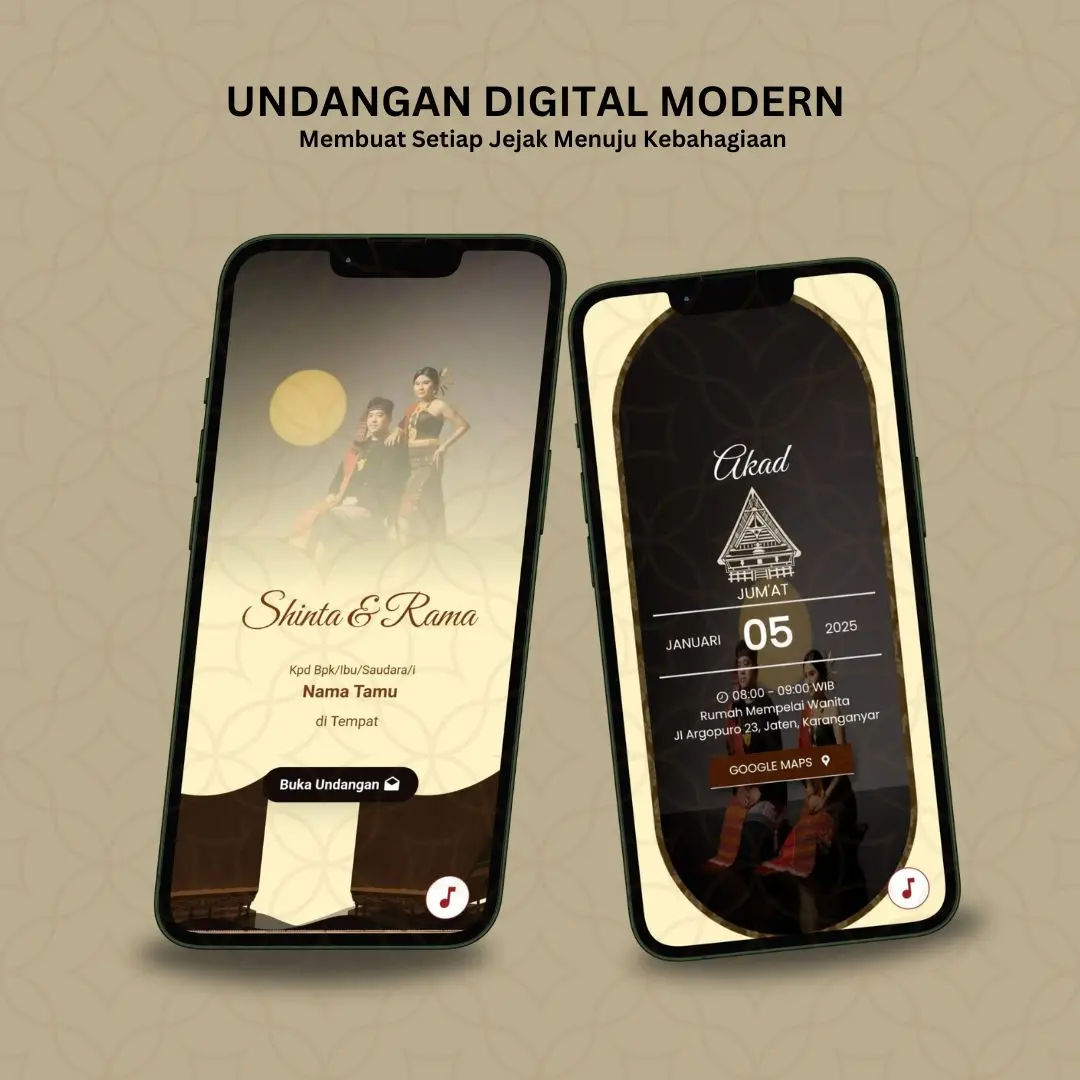 UNDANGAN DIGITAL MODERN
Membuat Setiap Jejak Menuju Kebahagiaan
Shinta & Rama
Kpd Bpk/Ibu/Saudara/i
Nama Tamu
di Tempat
Buka Undangan
Akad
JUM'AT
JANUARI 05 2025
08:00 - 09:00 WIB
Rumah Mempelai Wanita
Jl Argopuro 23, Jaten, Karanganyar
GOOGLE MAPS